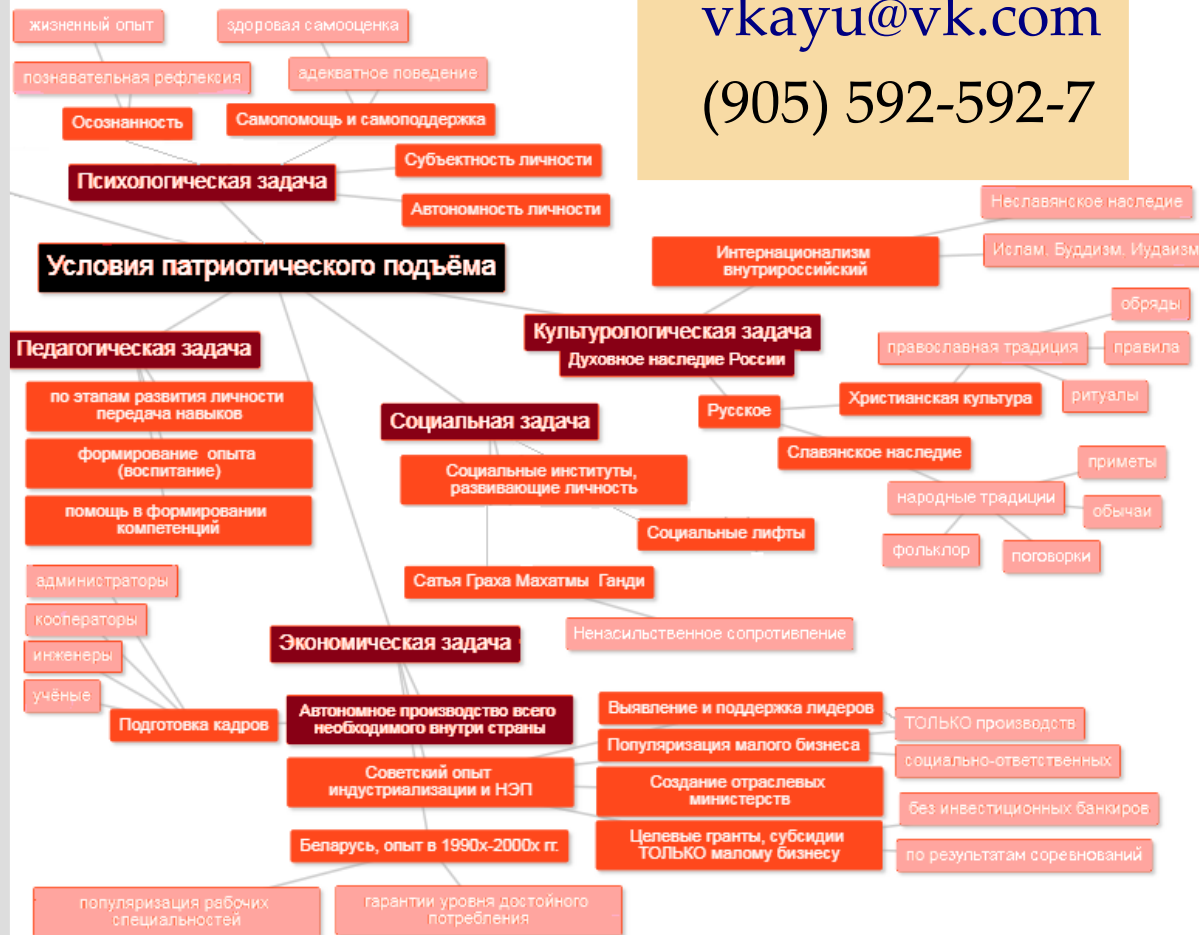 vkayu@vk.com
(905) 592-592-7
жизненный опыт
здоровая самооценка
познавательная рефлексия
адекватное поведение
Осознанность
Самопомощь и самоподдержка
Субъектность личности
Психологическая задача
Автономность личности
Условия патриотического подъёма
Неславянское наследие
Интернационализм
внутрироссийский
Ислам. Буддизм. Иудаизм
Культурологическая задача
Духовное наследие России
обряды
православная традиция
правила
ритуалы
Христианская культура
Русское
Славянское наследие
приметы
народные традиции
обычаи
фольклор
поговорки
Педагогическая задача
по этапам развития личности
передача навыков
формирование опыта
(воспитание)
помощь в формировании
компетенций
Социальная задача
Социальные институты,
развивающие личность
Социальные лифты
Сатья Граха Махатмы Ганди
Ненасильственное сопротивление
администраторы
кооператоры
инженеры
учёные
Подготовка кадров
Экономическая задача
Автономное производство всего
необходимого внутри страны
Советский опыт
индустриализации и НЭП
Беларусь, опыт в 1990х-2000х гг.
Выявление и поддержка лидеров
Популяризация малого бизнеса
ТОЛЬКО производств
социально-ответственных
Создание отраслевых
министерств
Целевые гранты, субсидии
ТОЛЬКО малому бизнесу
без инвестиционных банкиров
по результатам соревнований
популяризация рабочих
специальностей
гарантии уровня достойного
потребления